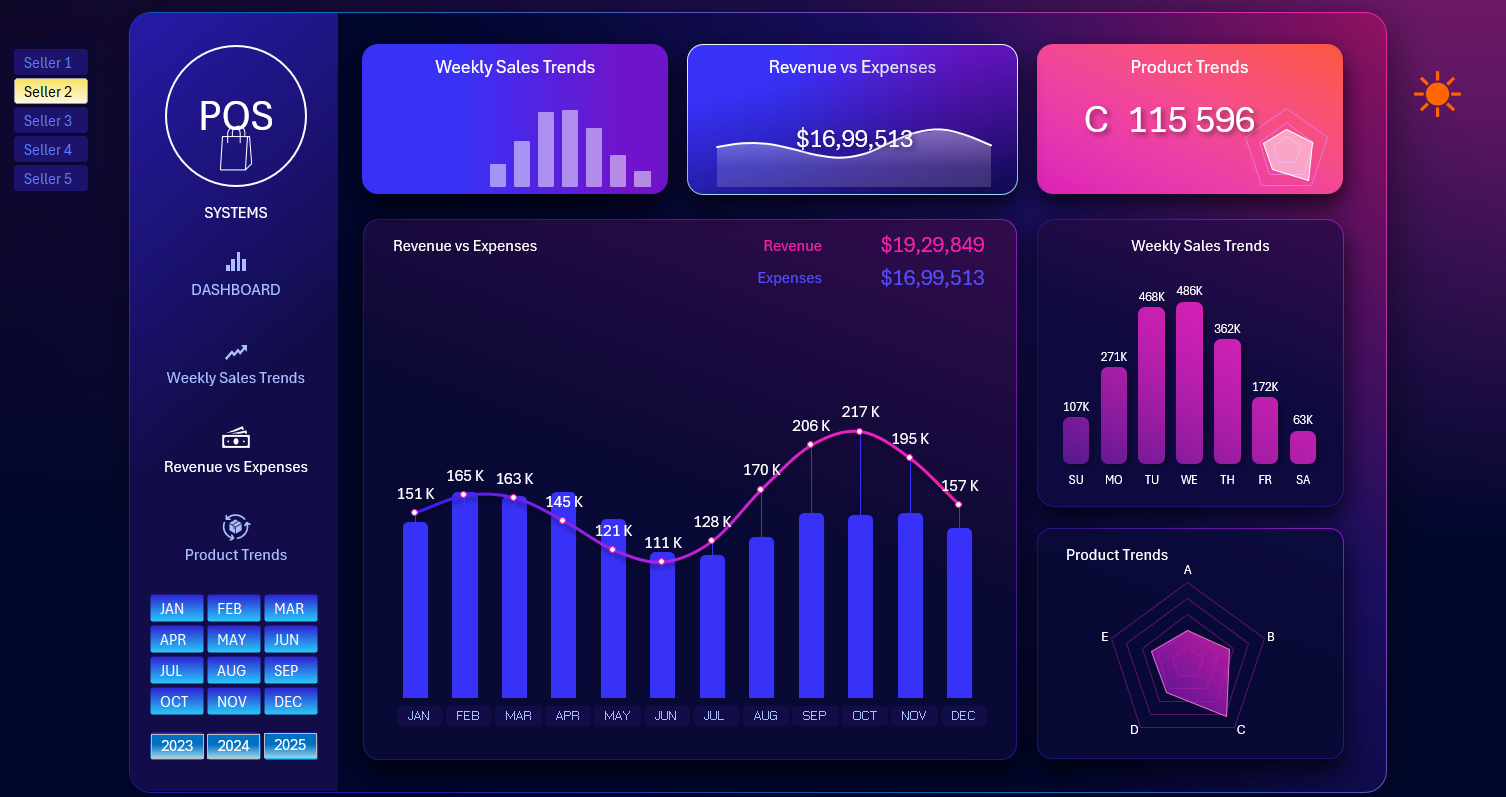 Seller 1
Seller 2
Seller 3
Seller 4
Seller 5
POS
SYSTEMS
DASHBOARD
Weekly Sales Trends
Revenue vs Expenses
Product Trends
JAN FEB MAR
APR MAY JUN
JUL AUG SEP
OCT NOV DEC
2023 2024 2025
Weekly Sales Trends
Revenue vs Expenses
$16,99,513
Product Trends
C 115 596
Revenue vs Expenses
Revenue $19,29,849
Expenses $16,99,513
151 K 165 K 163 K 145 K 121 K 111 K 128 K 170 K 206 K 217 K 195 K 157 K
JAN FEB MAR APR MAY JUN JUL AUG SEP OCT NOV DEC
Weekly Sales Trends
107K 271K 468K 486K 362K 172K 63K
SU MO TU WE TH FR SA
Product Trends
A
E B
D C